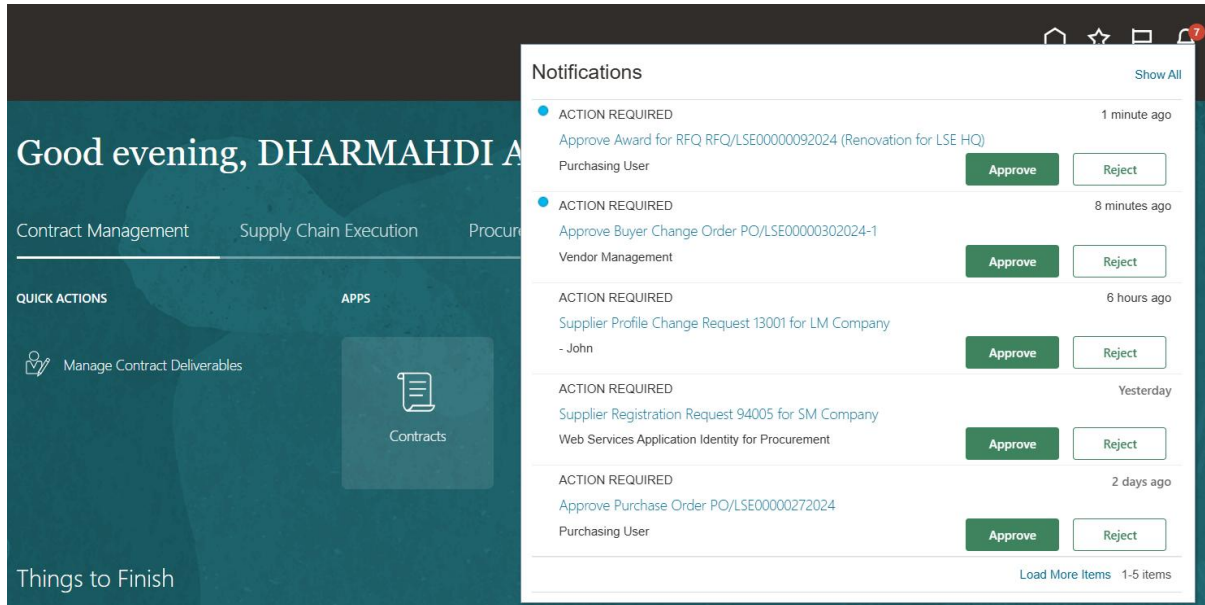 7
Notifications
Show All
Good evening, DHARMAHDI A
Contract Management Supply Chain Execution
QUICK ACTIONS
APPS
Manage Contract Deliverables
Contracts
Things to Finish
ACTION REQUIRED 1 minute ago
Approve Award for RFQ RFQ/LSE00000092024 (Renovation for LSE HQ)
Purchasing User Approve Reject
ACTION REQUIRED 8 minutes ago
Approve Buyer Change Order PO/LSE00000302024-1
Vendor Management Approve Reject
ACTION REQUIRED 6 hours ago
Supplier Profile Change Request 13001 for LM Company
- John Approve Reject
ACTION REQUIRED Yesterday
Supplier Registration Request 94005 for SM Company
Web Services Application Identity for Procurement Approve Reject
ACTION REQUIRED 2 days ago
Approve Purchase Order PO/LSE00000272024
Purchasing User Approve Reject
Load More Items 1-5 items